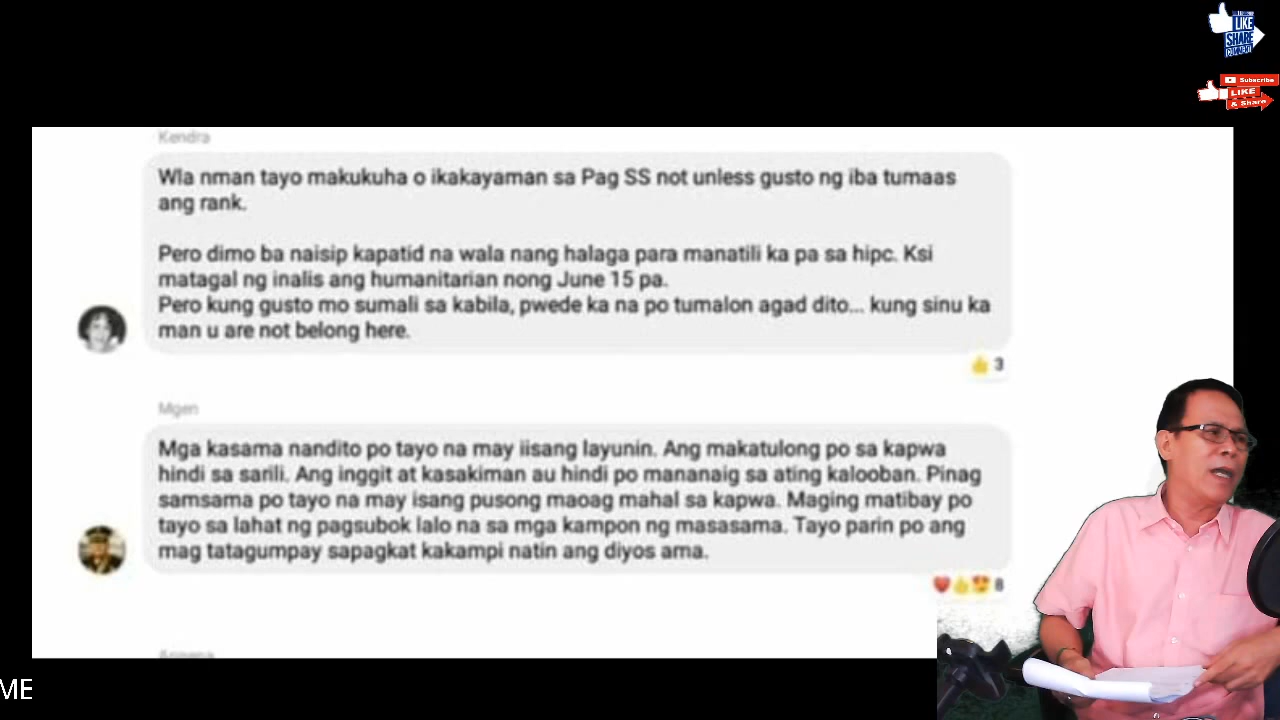 LIKE
SHARE
COMMENT
Subscribe
LIKE
& Share
Kendra
Wla nman tayo makukuha o ikakayaman sa Pag SS not unless gusto ng iba tumaas
ang rank.
Pero dimo ba naisip kapatid na wala nang halaga para manatili ka pa sa hipc. Ksi
matagal ng inalis ang humanitarian nong June 15 pa.
Pero kung gusto mo sumali sa kabila, pwede ka na po tumalon agad dito... kung sinu ka
man u are not belong here.
3
Mgen
Mga kasama nandito po tayo na may iisang layunin. Ang makatulong po sa kapwa
hindi sa sarili. Ang inggit at kasakiman au hindi po mananaig sa ating kalooban. Pinag
samsama po tayo na may isang pusong maoag mahal sa kapwa. Maging matibay po
tayo sa lahat ng pagsubok lalo na sa mga kampon ng masasama. Tayo parin po ang
mag tatagumpay sapagkat kakampi natin ang diyos ama.
8
ME